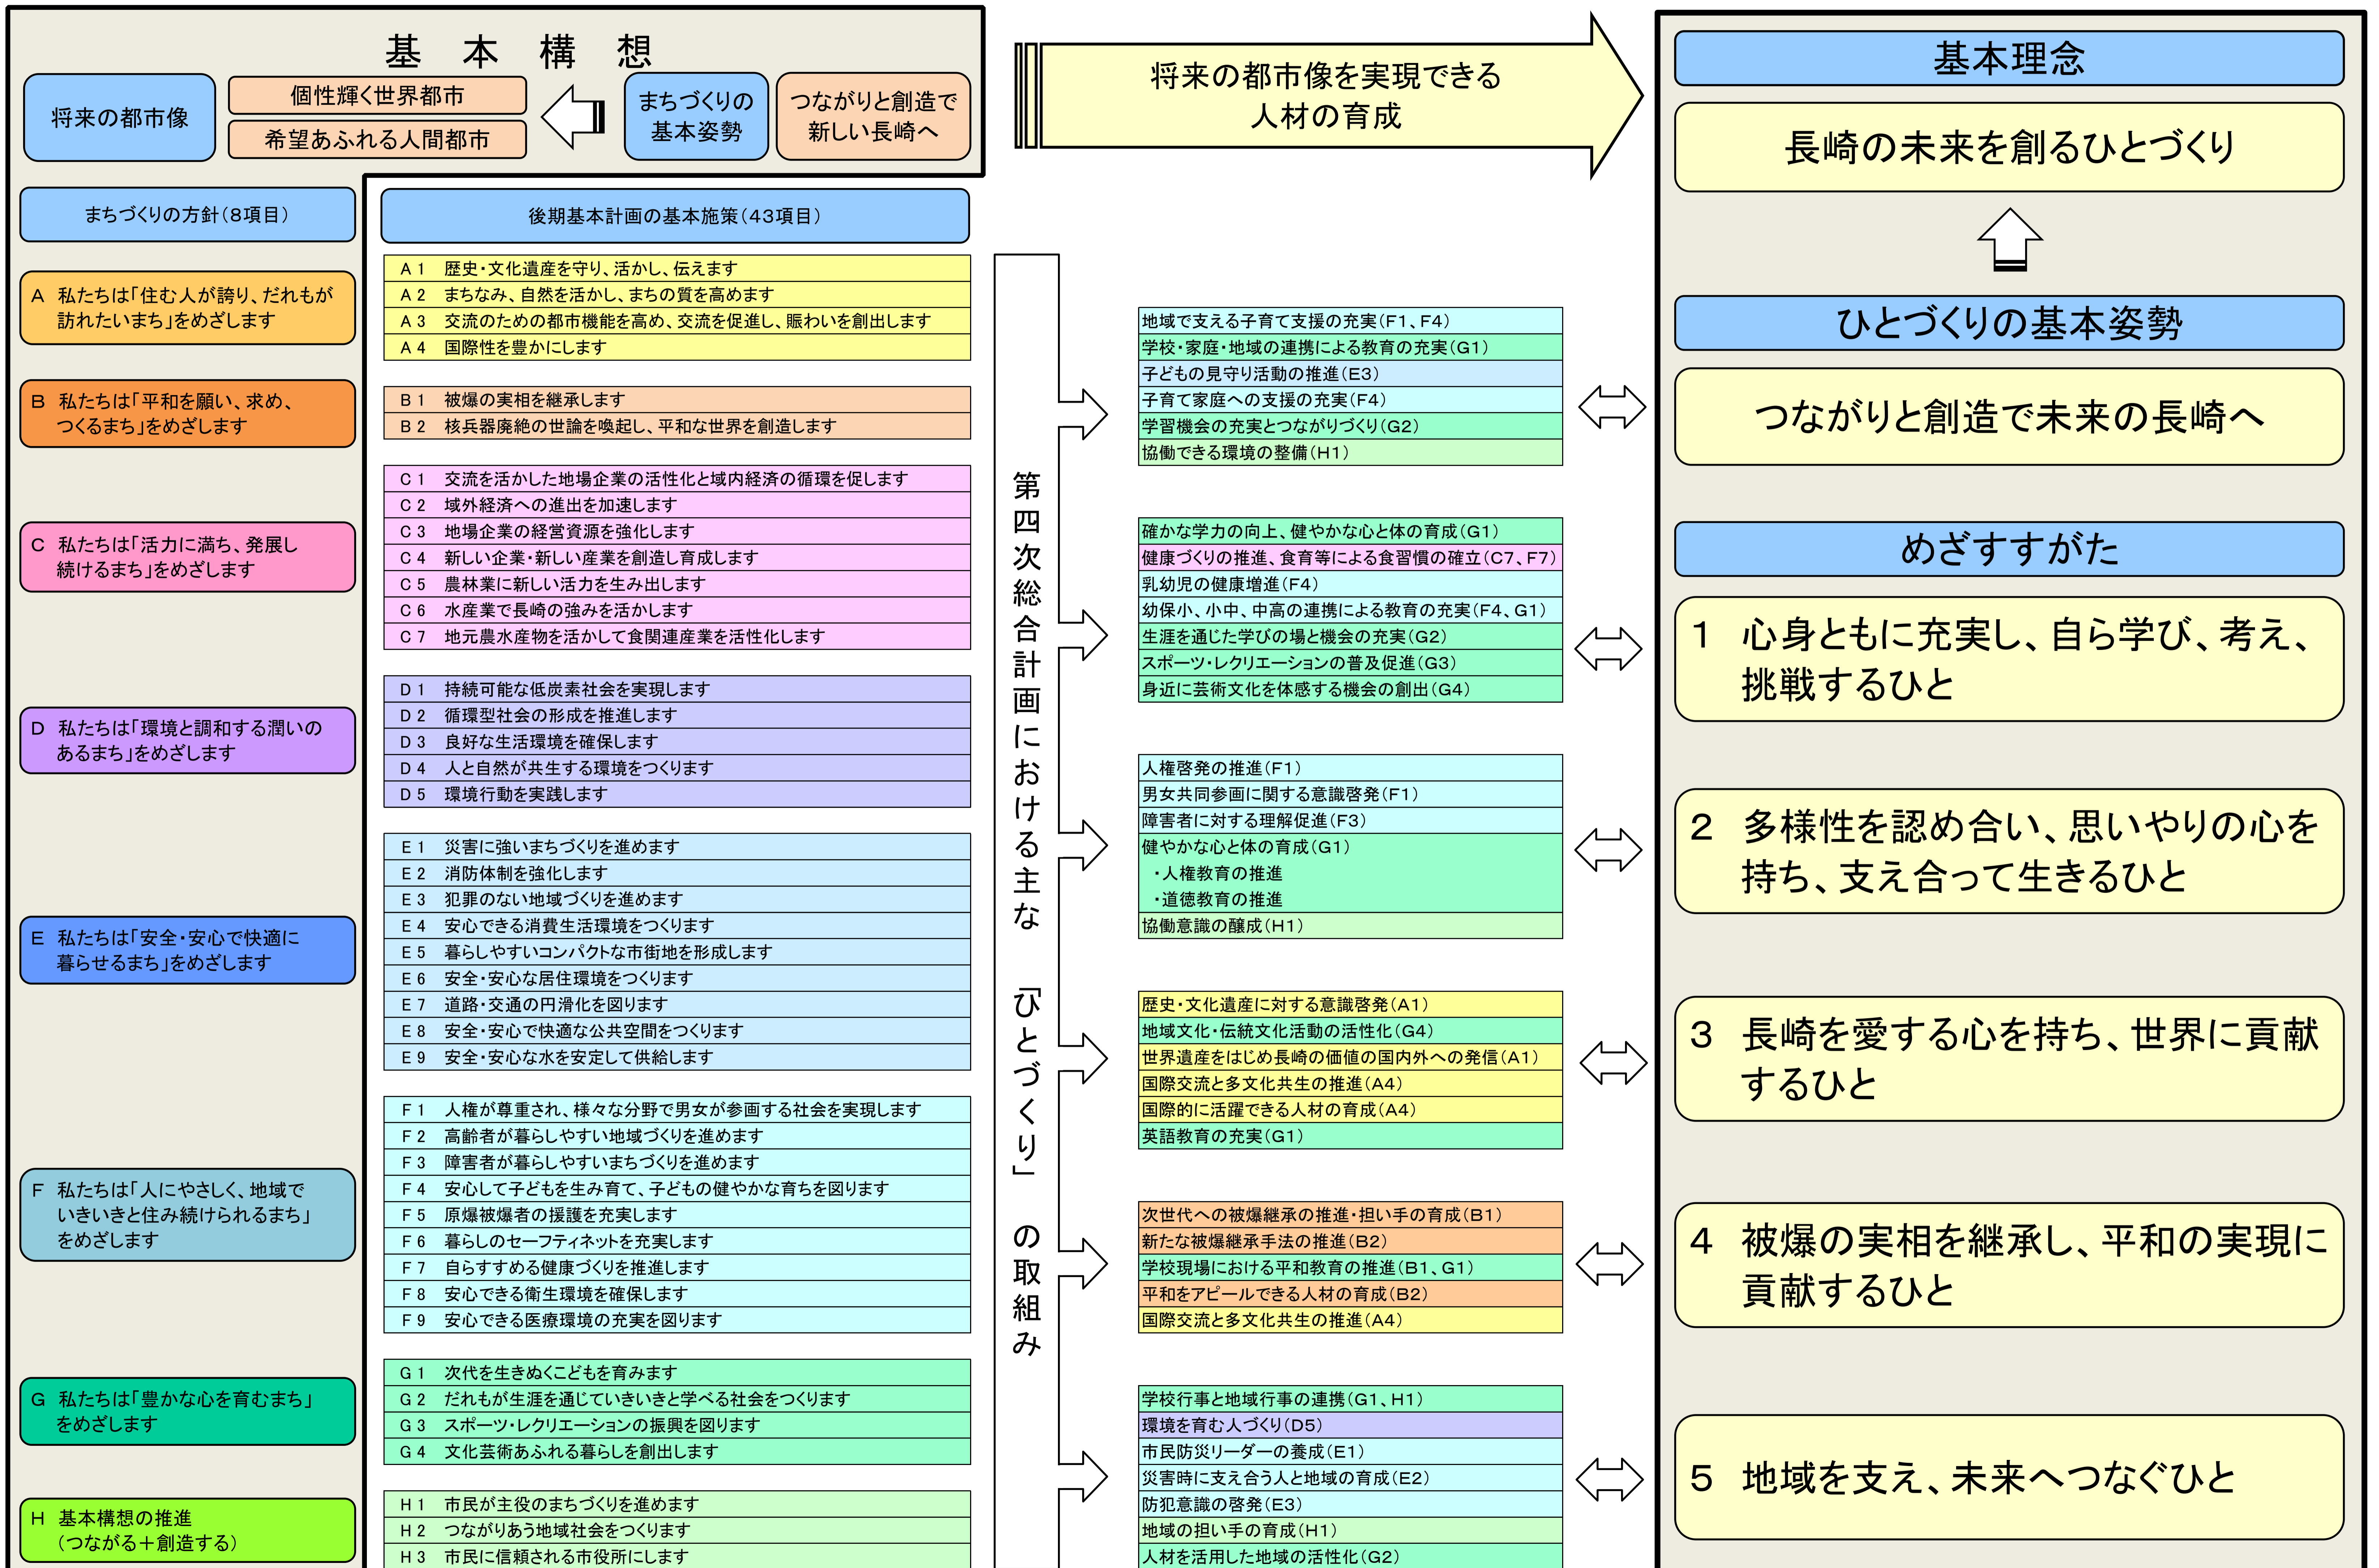 基本構想
将来の都市像
個性輝く世界都市
希望あふれる人間都市
まちづくりの
基本姿勢
つながりと創造で
新しい長崎へ
将来の都市像を実現できる
人材の育成
基本理念
長崎の未来を創るひとづくり
まちづくりの方針(8項目)
A 私たちは「住む人が誇り、だれもが
訪れたいまち」をめざします
B 私たちは「平和を願い、求め、
つくるまち」をめざします
C 私たちは「活力に満ち、発展し
続けるまち」をめざします
D 私たちは「環境と調和する潤いの
あるまち」をめざします
E 私たちは「安全・安心で快適に
暮らせるまち」をめざします
F 私たちは「人にやさしく、地域で
いきいきと住み続けられるまち」
をめざします
G 私たちは「豊かな心を育むまち」
をめざします
H 基本構想の推進
(つながる+創造する)
後期基本計画の基本施策(43項目)
A1 歴史・文化遺産を守り、活かし、伝えます
A2 まちなみ、自然を活かし、まちの質を高めます
A3 交流のための都市機能を高め、交流を促進し、賑わいを創出します
A4 国際性を豊かにします
B1 被爆の実相を継承します
B2 核兵器廃絶の世論を喚起し、平和な世界を創造します
C1 交流を活かした地場企業の活性化と域内経済の循環を促します
C2 域外経済への進出を加速します
C3 地場企業の経営資源を強化します
C4 新しい企業・新しい産業を創造し育成します
C5 農林業に新しい活力を生み出します
C6 水産業で長崎の強みを活かします
C7 地元農水産物を活かして食関連産業を活性化します
D1 持続可能な低炭素社会を実現します
D2 循環型社会の形成を推進します
D3 良好な生活環境を確保します
D4 人と自然が共生する環境をつくります
D5 環境行動を実践します
E1 災害に強いまちづくりを進めます
E2 消防体制を強化します
E3 犯罪のない地域づくりを進めます
E4 安心できる消費生活環境をつくります
E5 暮らしやすいコンパクトな市街地を形成します
E6 安全・安心な居住環境をつくります
E7 道路・交通の円滑化を図ります
E8 安全・安心で快適な公共空間をつくります
E9 安全・安心な水を安定して供給します
F1 人権が尊重され、様々な分野で男女が参画する社会を実現します
F2 高齢者が暮らしやすい地域づくりを進めます
F3 障害者が暮らしやすいまちづくりを進めます
F4 安心して子どもを生み育て、子どもの健やかな育ちを図ります
F5 原爆被爆者の援護を充実します
F6 暮らしのセーフティネットを充実します
F7 自らすすめる健康づくりを推進します
F8 安心できる衛生環境を確保します
F9 安心できる医療環境の充実を図ります
G1 次代を生きぬくこどもを育みます
G2 だれもが生涯を通じていきいきと学べる社会をつくります
G3 スポーツ・レクリエーションの振興を図ります
G4 文化芸術あふれる暮らしを創出します
H1 市民が主役のまちづくりを進めます
H2 つながりあう地域社会をつくります
H3 市民に信頼される市役所にします
第四次総合計画における主な「ひとづくり」の取組み
地域で支える子育て支援の充実(F1、F4)
学校・家庭・地域の連携による教育の充実(G1)
子どもの見守り活動の推進(E3)
子育て家庭への支援の充実(F4)
学習機会の充実とつながりづくり(G2)
協働できる環境の整備(H1)
確かな学力の向上、健やかな心と体の育成(G1)
健康づくりの推進、食育等による食習慣の確立(C7、F7)
乳幼児の健康増進(F4)
幼保小、小中、中高の連携による教育の充実(F4、G1)
生涯を通じた学びの場と機会の充実(G2)
スポーツ・レクリエーションの普及促進(G3)
身近に芸術文化を体感する機会の創出(G4)
人権啓発の推進(F1)
男女共同参画に関する意識啓発(F1)
障害者に対する理解促進(F3)
健やかな心と体の育成(G1)
・人権教育の推進
・道徳教育の推進
協働意識の醸成(H1)
歴史・文化遺産に対する意識啓発(A1)
地域文化・伝統文化活動の活性化(G4)
世界遺産をはじめ長崎の価値の国内外への発信(A1)
国際交流と多文化共生の推進(A4)
国際的に活躍できる人材の育成(A4)
英語教育の充実(G1)
次世代への被爆継承の推進・担い手の育成(B1)
新たな被爆継承手法の推進(B2)
学校現場における平和教育の推進(B1、G1)
平和をアピールできる人材の育成(B2)
国際交流と多文化共生の推進(A4)
学校行事と地域行事の連携(G1、H1)
環境を育む人づくり(D5)
市民防災リーダーの養成(E1)
災害時に支え合う人と地域の育成(E2)
防犯意識の啓発(E3)
地域の担い手の育成(H1)
人材を活用した地域の活性化(G2)
ひとづくりの基本姿勢
つながりと創造で未来の長崎へ
めざすすがた
1 心身ともに充実し、自ら学び、考え、
挑戦するひと
2 多様性を認め合い、思いやりの心を
持ち、支え合って生きるひと
3 長崎を愛する心を持ち、世界に貢献
するひと
4 被爆の実相を継承し、平和の実現に
貢献するひと
5 地域を支え、未来へつなぐひと